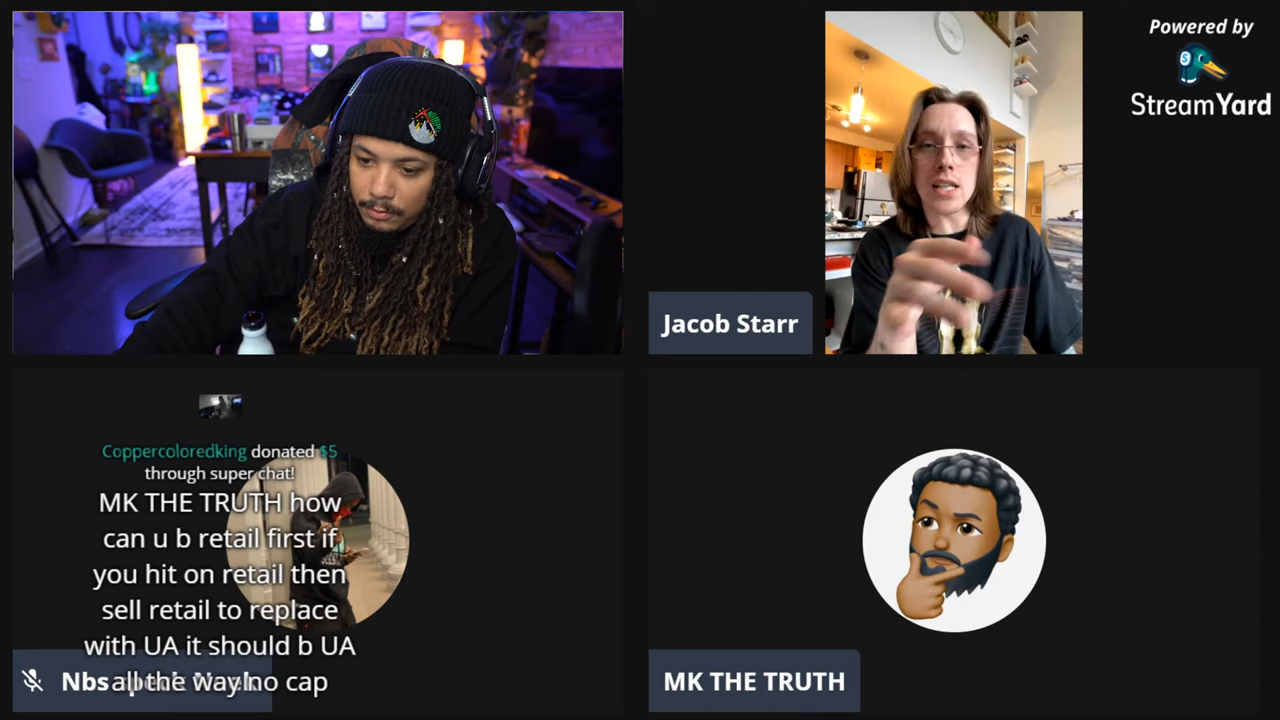 Powered by
StreamYard
Jacob Starr
Coppercoloredking donated $5
through super chat!
MK THE TRUTH how
can u b retail first if
you hit on retail then
sell retail to replace
with UA it should b UA
all the way no cap
Nbs
MK THE TRUTH